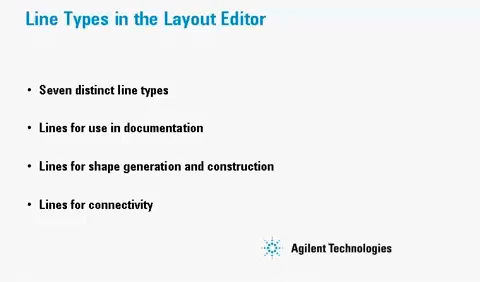 Line Types in the Layout Editor
• Seven distinct line types
• Lines for use in documentation
• Lines for shape generation and construction
• Lines for connectivity
Agilent Technologies